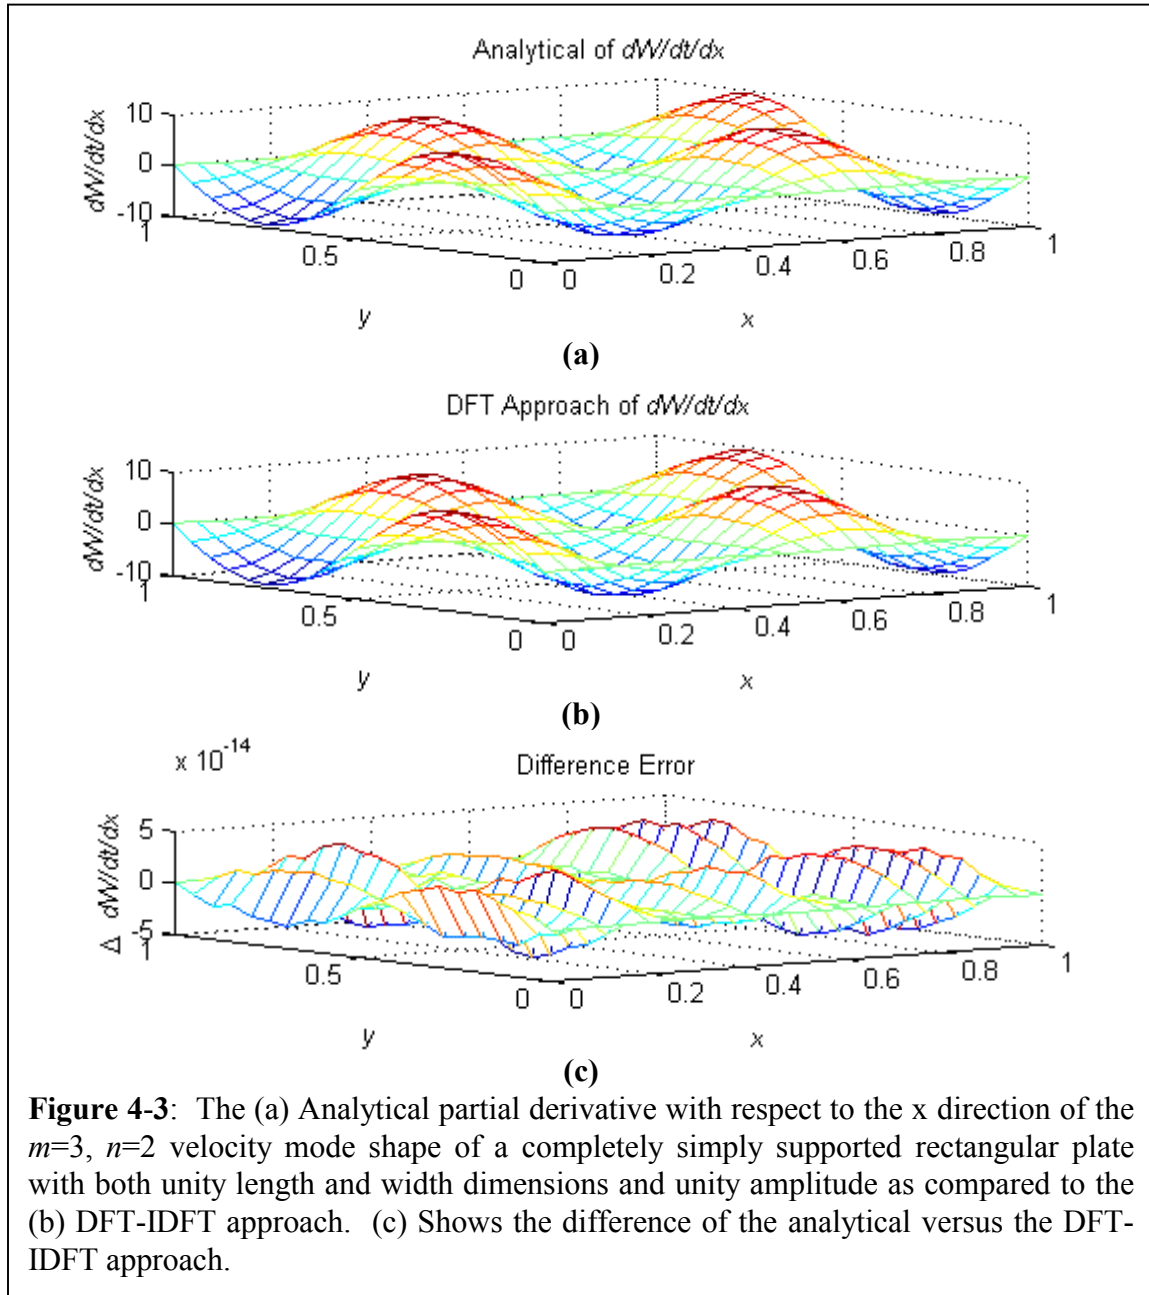 Analytical of dW/dt/dx
dW/dt/dx
10
0
-10
1
0.5
0
0
0.2
0.4
0.6
0.8
1
y
x
(a)
DFT Approach of dW/dt/dx
dW/dt/dx
10
0
-10
1
0.5
0
0
0.2
0.4
0.6
0.8
1
y
x
(b)
x 10^-14
Difference Error
Δ dW/dt/dx
5
0
-5
1
0.5
0
0
0.2
0.4
0.6
0.8
1
y
x
(c)
Figure 4-3: The (a) Analytical partial derivative with respect to the x direction of the
m=3, n=2 velocity mode shape of a completely simply supported rectangular plate
with both unity length and width dimensions and unity amplitude as compared to the
(b) DFT-IDFT approach. (c) Shows the difference of the analytical versus the DFT-
IDFT approach.